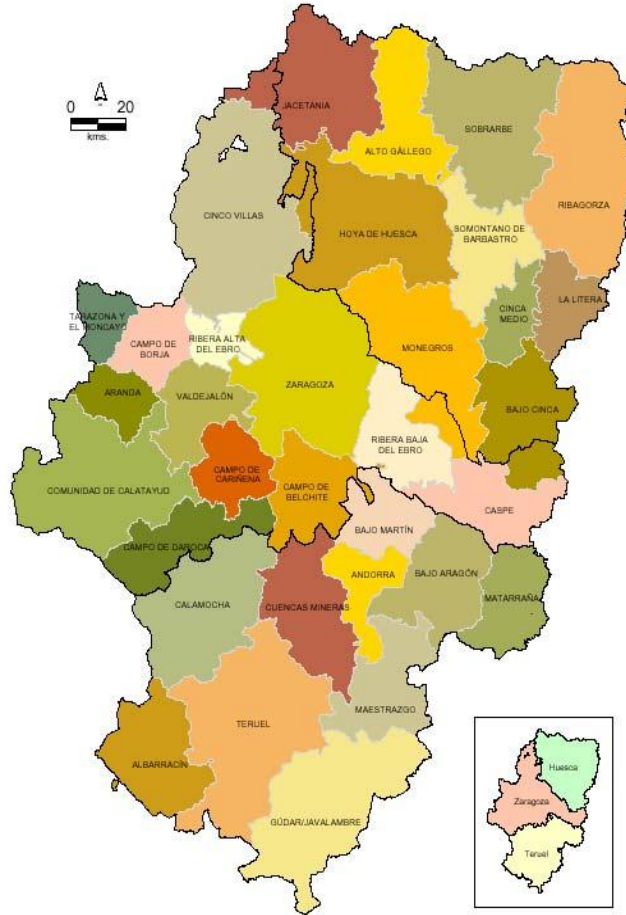 0 20
kms.
JACETANIA
ALTO GÁLLEGO
SOBRARBE
RIBAGORZA
CINCO VILLAS
HOYA DE HUESCA
SOMONTANO DE
BARBASTRO
TARAZONA Y
EL MONCAYO
CAMPO DE
BORJA
RIBERA ALTA
DEL EBRO
MONEGROS
CINCA
MEDIO
LA LITERA
ARANDA
VALDEJALÓN
ZARAGOZA
BAJO CINCA
RIBERA BAJA
DEL EBRO
COMUNIDAD DE CALATAYUD
CAMPO DE
CARIÑENA
CAMPO DE
BELCHITE
CASPE
CAMPO DE DAROCA
BAJO MARTÍN
CALAMOCHA
CUENCAS MINERAS
ANDORRA
BAJO ARAGÓN
MATARRAÑA
TERUEL
MAESTRAZGO
ALBARRACÍN
GÚDAR/JAVALAMBRE
Huesca
Zaragoza
Teruel